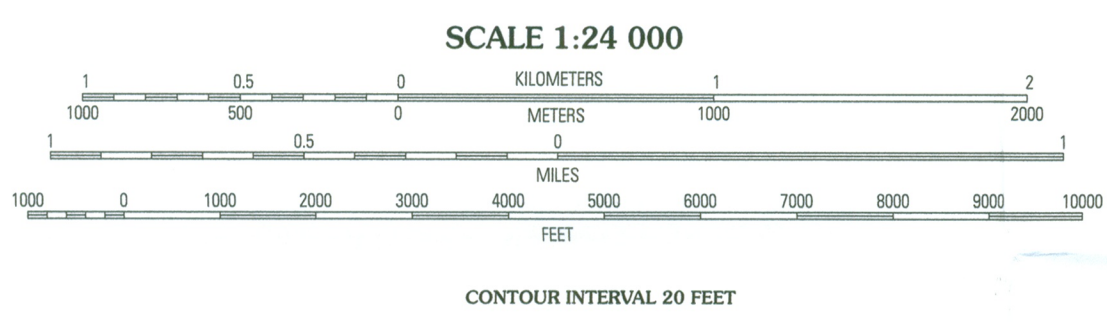 SCALE 1:24 000
1 0.5 0 KILOMETERS 1 2
1000 500 0 METERS 1000 2000
1 0.5 0 1
MILES
1000 0 1000 2000 3000 4000 5000 6000 7000 8000 9000 10000
FEET
CONTOUR INTERVAL 20 FEET